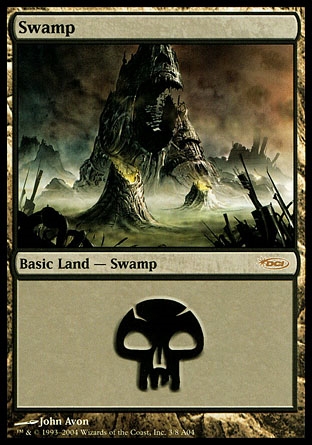 Swamp
Basic Land — Swamp
DCI
John Avon
™ & © 1993–2004 Wizards of the Coast, Inc. 3/8 A04